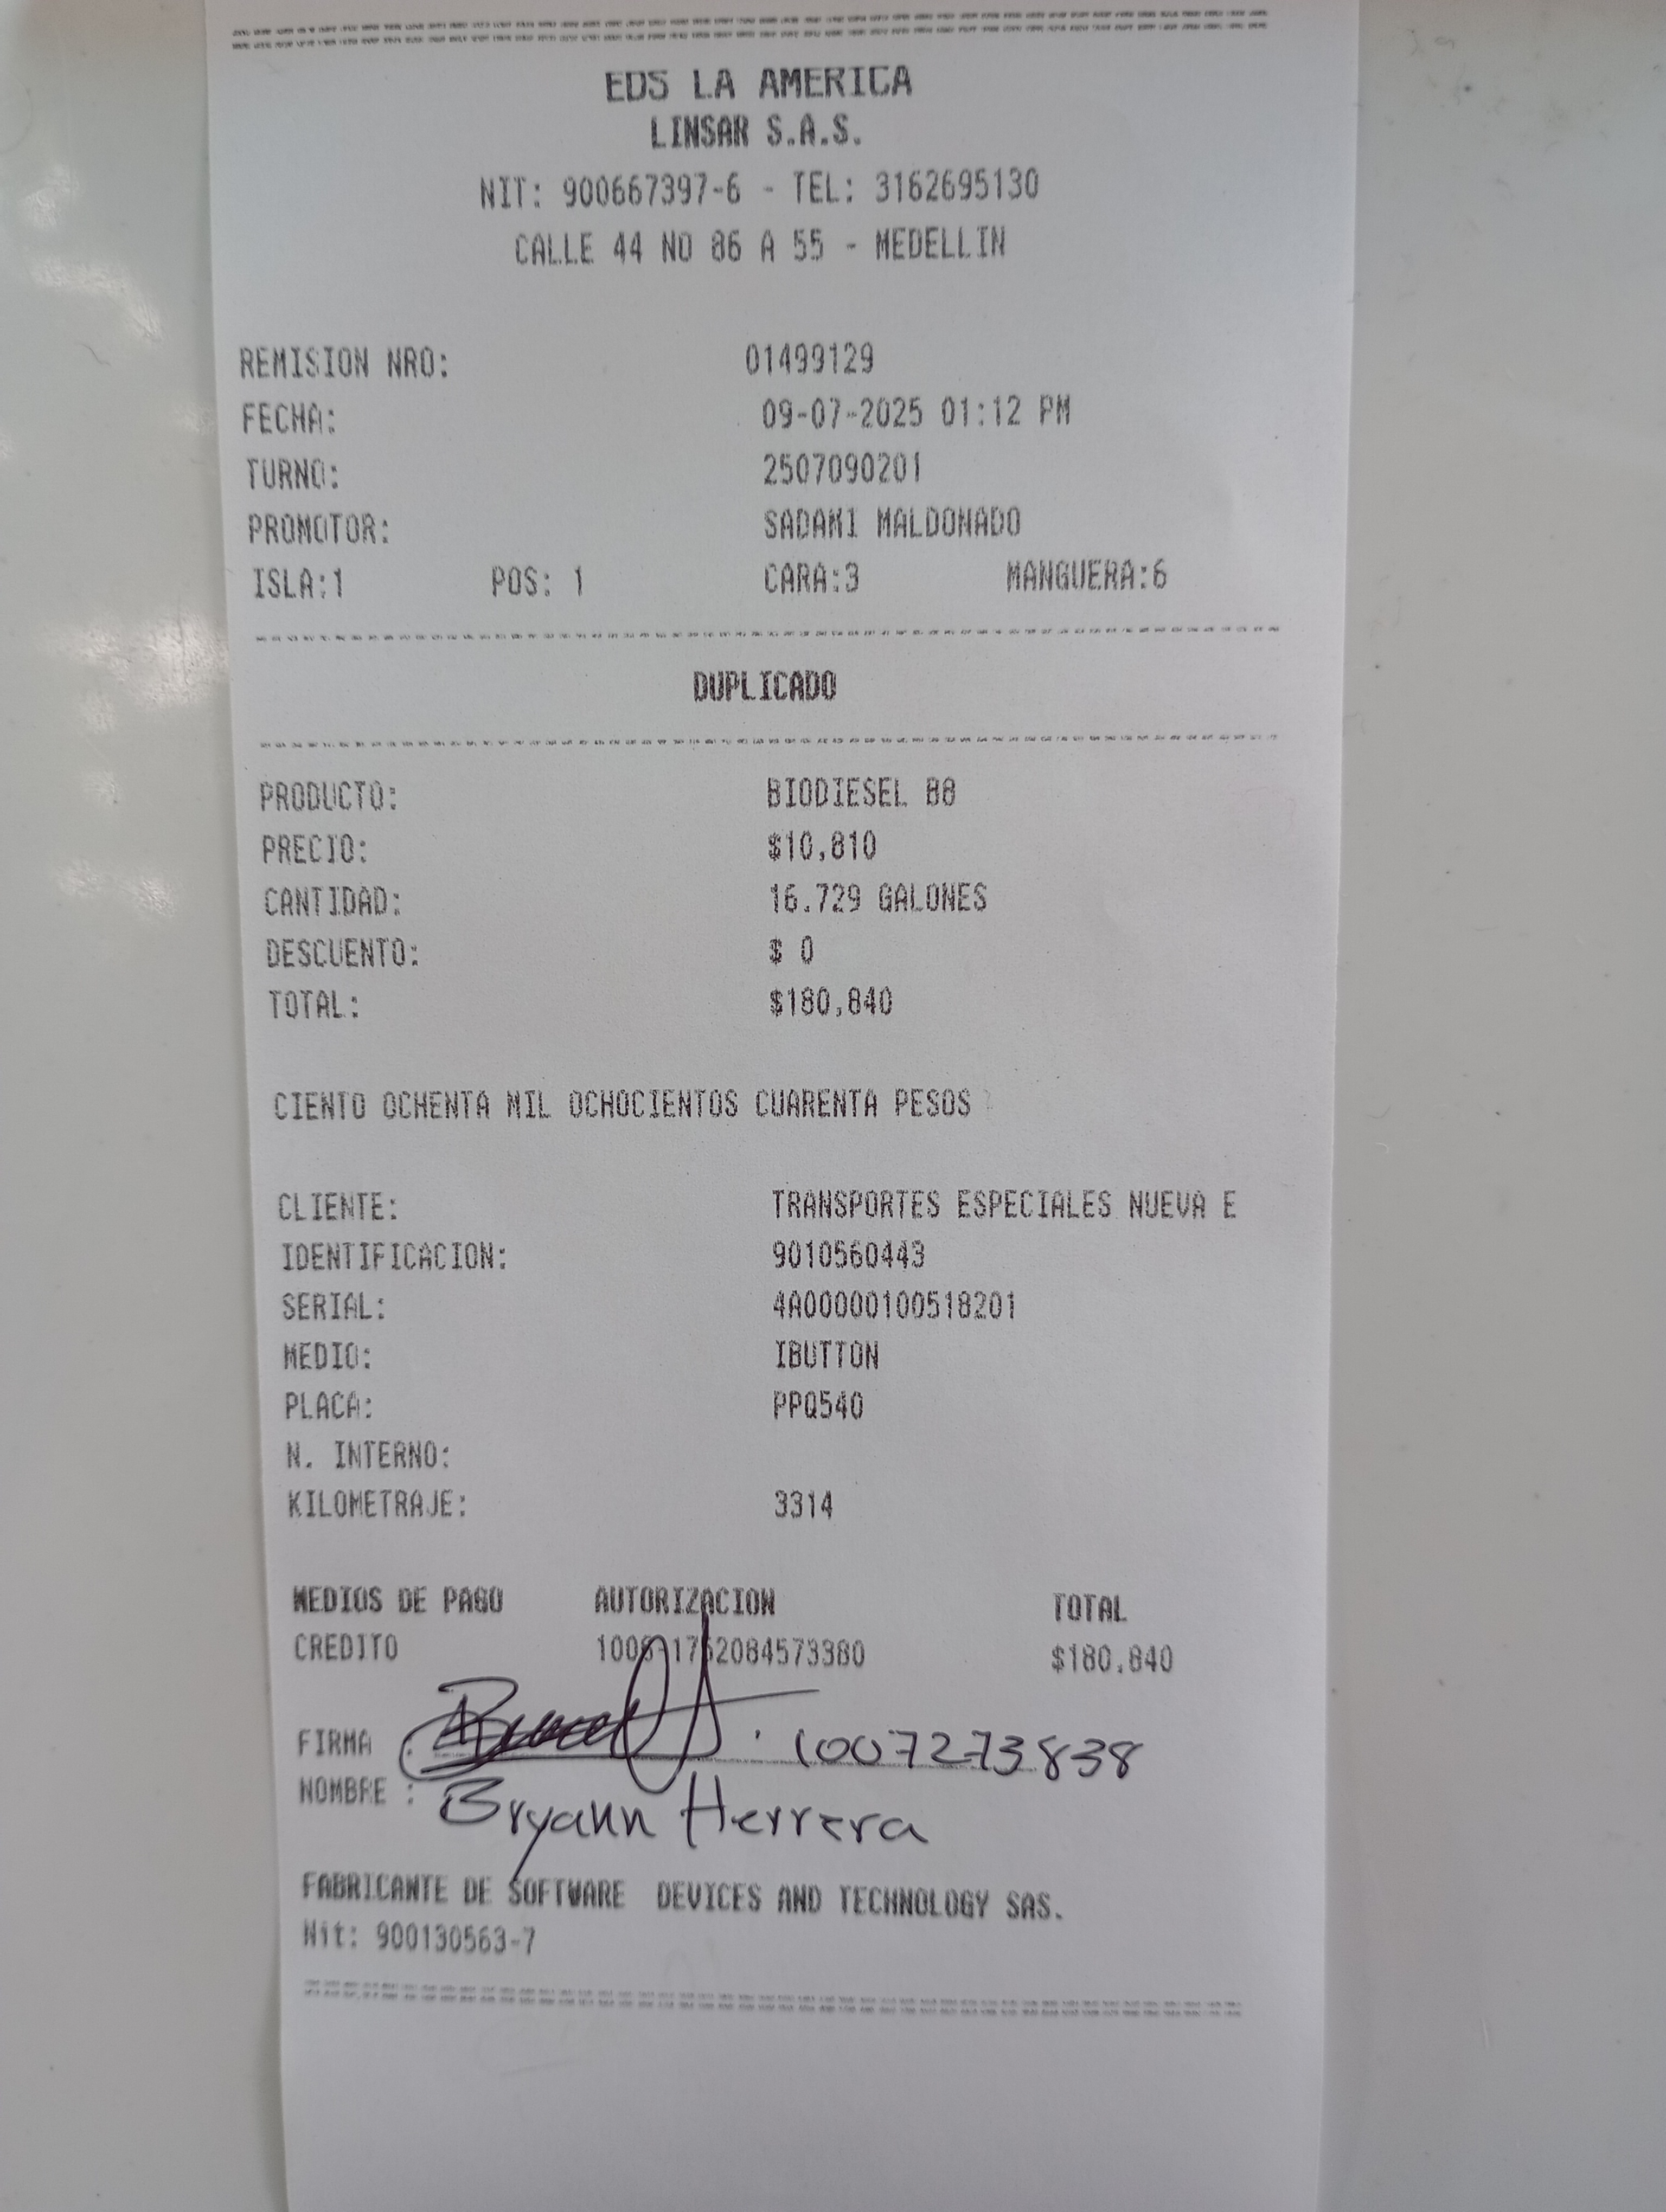 EDS LA AMERICA
LINSAR S.A.S.
NIT: 900667397-6 - TEL: 3162695130
CALLE 44 NO 86 A 55 - MEDELLIN
REMISION NRO: 01499129
FECHA: 09-07-2025 01:12 PM
TURNO: 2507090201
PROMOTOR: SADAKI MALDONADO
ISLA:1 POS: 1 CARA:3 MANGUERA:6
DUPLICADO
PRODUCTO: BIODIESEL B8
PRECIO: $10,810
CANTIDAD: 16.729 GALONES
DESCUENTO: $ 0
TOTAL: $180,840
CIENTO OCHENTA MIL OCHOCIENTOS CUARENTA PESOS
CLIENTE: TRANSPORTES ESPECIALES NUEVA E
IDENTIFICACION: 9010560443
SERIAL: 4A00000100518201
MEDIO: IBUTTON
PLACA: PPQ540
N. INTERNO:
KILOMETRAJE: 3314
MEDIOS DE PAGO AUTORIZACION TOTAL
CREDITO $180,840
FIRMA : 1007273838
NOMBRE : Bryann Herrera
FABRICANTE DE SOFTWARE DEVICES AND TECHNOLOGY SAS.
Nit: 900130563-7